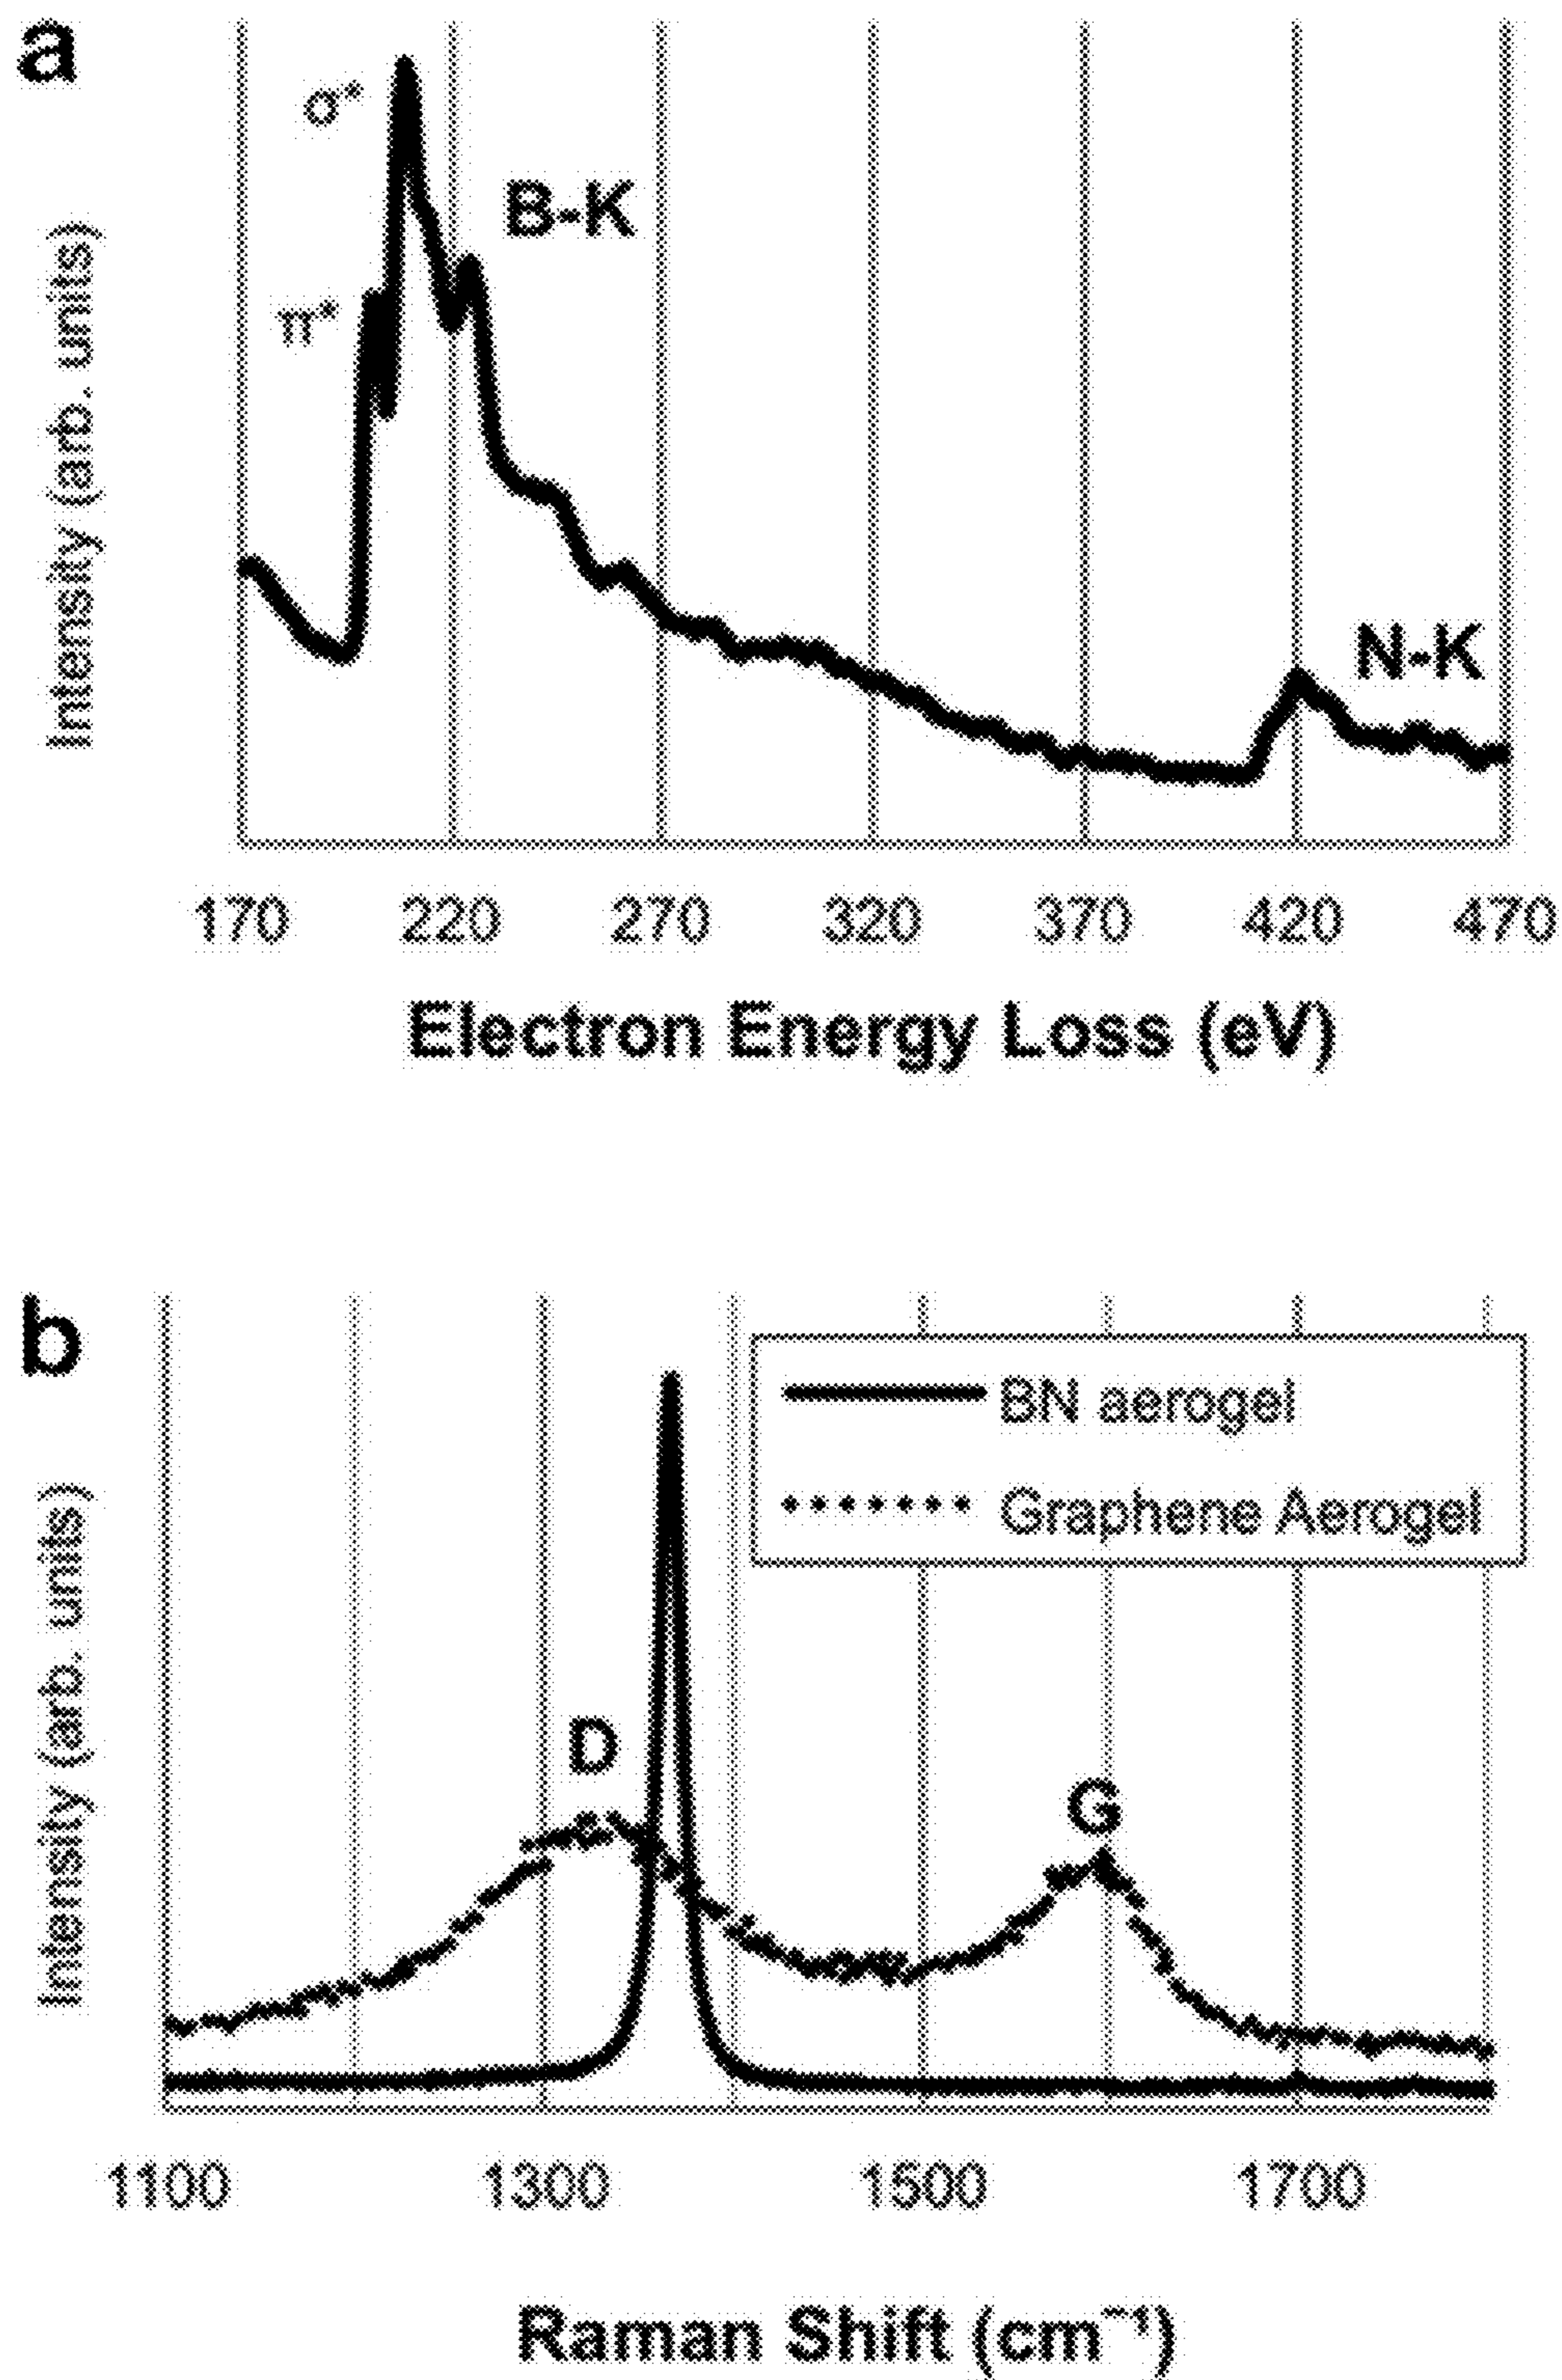 a
σ*
B-K
π*
N-K
Intensity (arb. units)
170 220 270 320 370 420 470
Electron Energy Loss (eV)
b
BN aerogel
Graphene Aerogel
D
G
Intensity (arb. units)
1100 1300 1500 1700
Raman Shift (cm⁻¹)